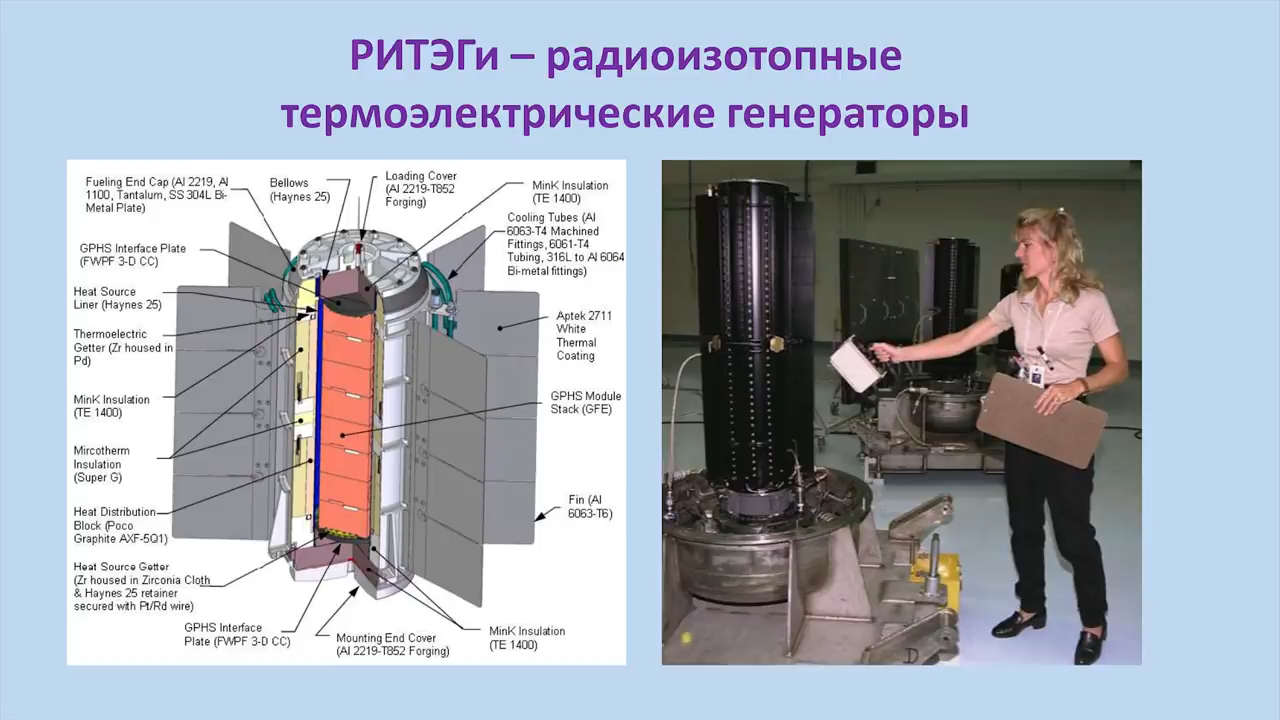 РИТЭГи – радиоизотопные
термоэлектрические генераторы
Fueling End Cap (Al 2219, Al
1100, Tantalum, SS 304L Bi-
Metal Plate)
Bellows
(Haynes 25)
Loading Cover
(Al 2219-T852
Forging)
MinK Insulation
(TE 1400)
Cooling Tubes (Al
6063-T4 Machined
Fittings, 6061-T4
Tubing, 316L to Al 6064
Bi-metal fittings)
GPHS Interface Plate
(FWPF 3-D CC)
Heat Source
Liner (Haynes 25)
Thermoelectric
Getter (Zr housed in
Pd)
Aptek 2711
White
Thermal
Coating
MinK Insulation
(TE 1400)
GPHS Module
Stack (GFE)
Mircotherm
Insulation
(Super G)
Heat Distribution
Block (Poco
Graphite AXF-5Q1)
Fin (Al
6063-T6)
Heat Source Getter
(Zr housed in Zirconia Cloth
& Haynes 25 retainer
secured with Pt/Rd wire)
GPHS Interface
Plate (FWPF 3-D CC)
Mounting End Cover
(Al 2219-T852 Forging)
MinK Insulation
(TE 1400)
D